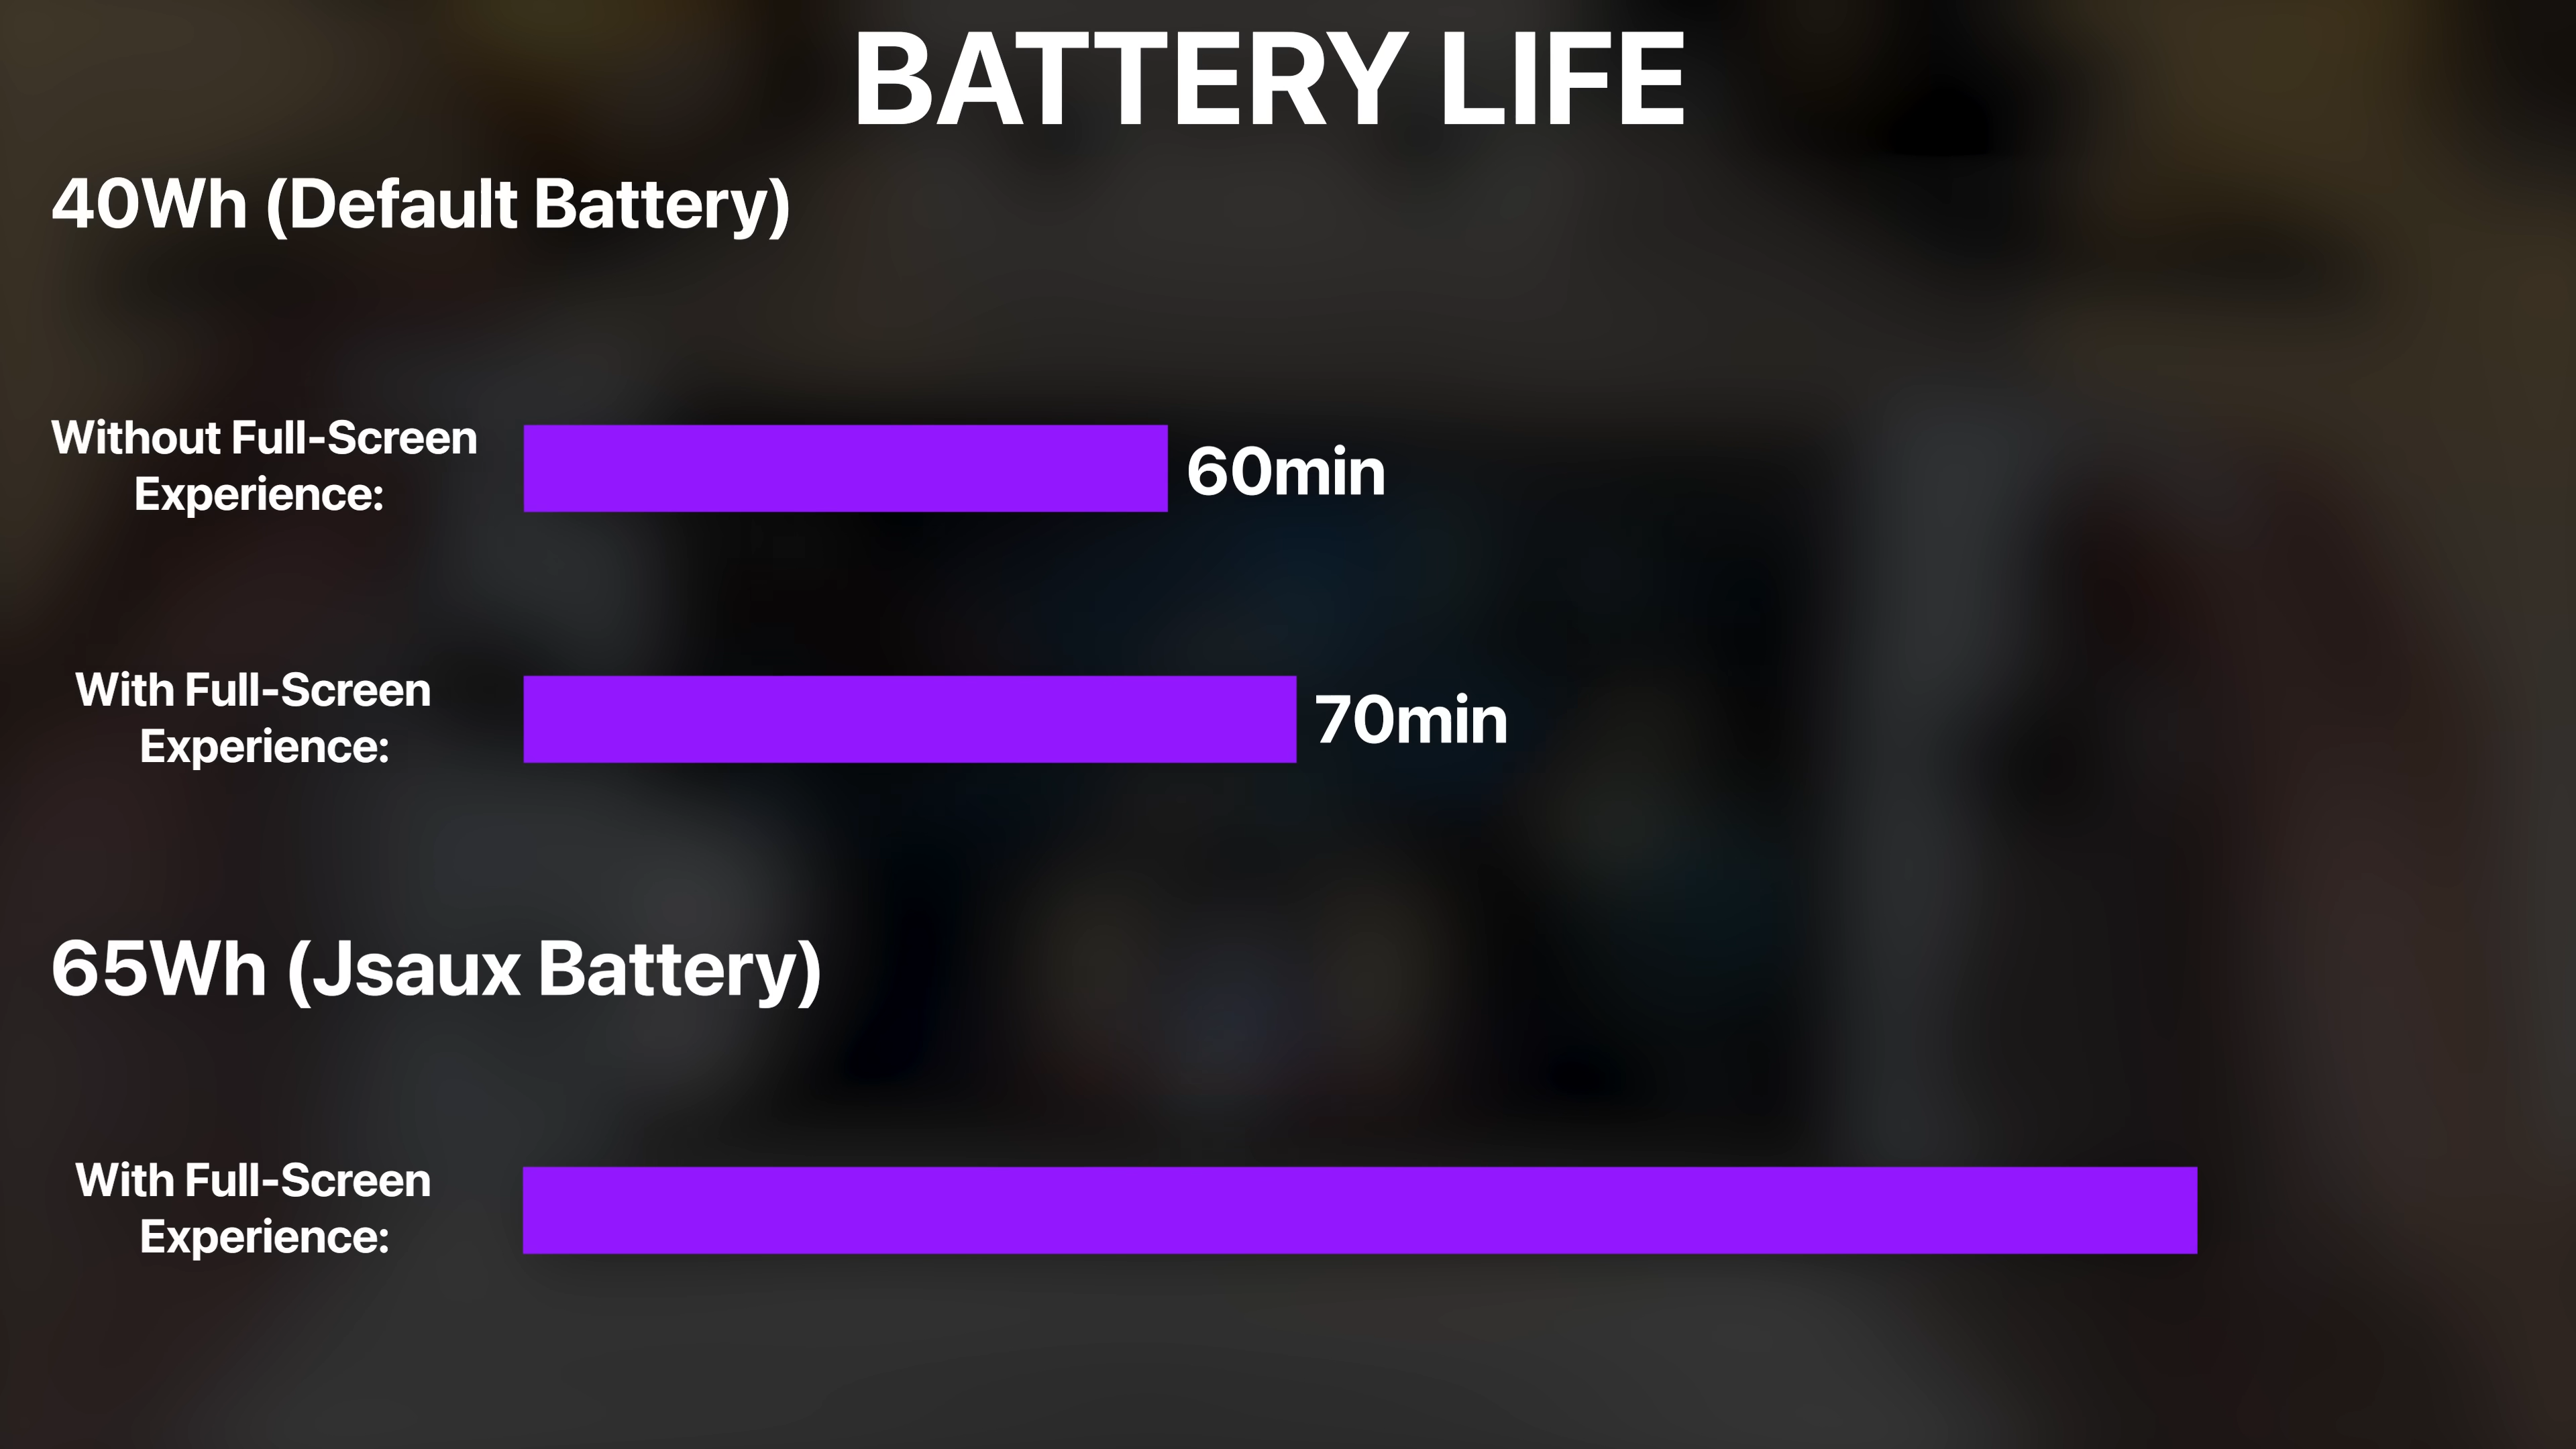 BATTERY LIFE
40Wh (Default Battery)
Without Full-Screen
Experience:
60min
With Full-Screen
Experience:
70min
65Wh (Jsaux Battery)
With Full-Screen
Experience: